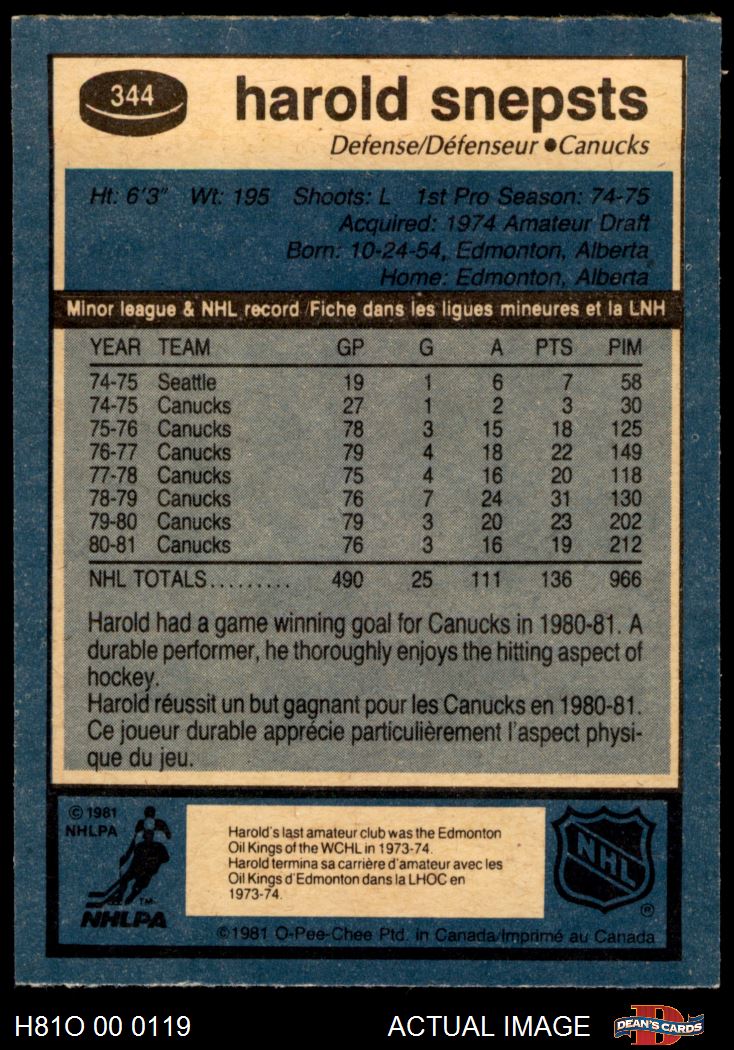 344
harold snepsts
Defense/Défenseur ● Canucks
Ht: 6'3" Wt: 195 Shoots: L 1st Pro Season: 74-75
Acquired: 1974 Amateur Draft
Born: 10-24-54, Edmonton, Alberta
Home: Edmonton, Alberta
Minor league & NHL record /Fiche dans les ligues mineures et la LNH
YEAR TEAM GP G A PTS PIM
74-75 Seattle 19 1 6 7 58
74-75 Canucks 27 1 2 3 30
75-76 Canucks 78 3 15 18 125
76-77 Canucks 79 4 18 22 149
77-78 Canucks 75 4 16 20 118
78-79 Canucks 76 7 24 31 130
79-80 Canucks 79 3 20 23 202
80-81 Canucks 76 3 16 19 212
NHL TOTALS......... 490 25 111 136 966
Harold had a game winning goal for Canucks in 1980-81. A
durable performer, he thoroughly enjoys the hitting aspect of
hockey.
Harold réussit un but gagnant pour les Canucks en 1980-81.
Ce joueur durable apprécie particulièrement l'aspect physi-
que du jeu.
© 1981
NHLPA
TM
NHLPA
Harold's last amateur club was the Edmonton
Oil Kings of the WCHL in 1973-74.
Harold termina sa carrière d'amateur avec les
Oil Kings d'Edmonton dans la LHOC en
1973-74.
NHL
®
©1981 O-Pee-Chee Ptd. in Canada/Imprimé au Canada
H81O 00 0119
ACTUAL IMAGE
D
DEAN'S CARDS